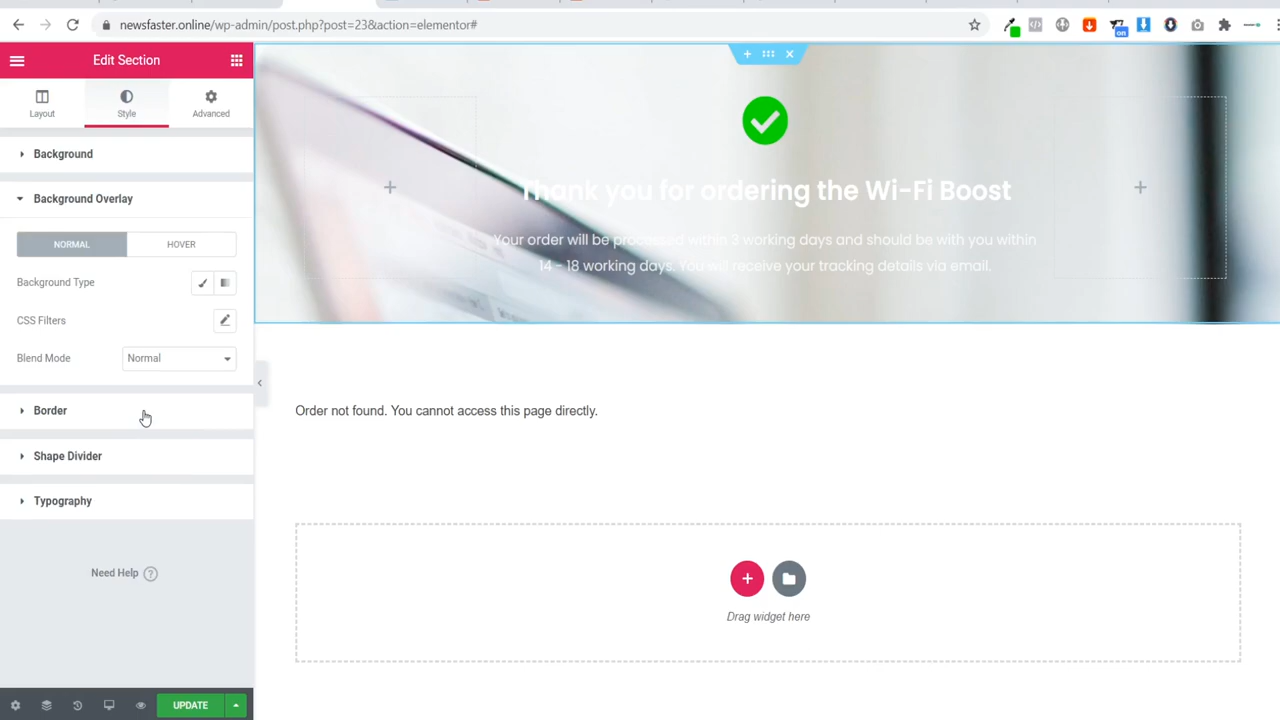 newsfaster.online/wp-admin/post.php?post=23&action=elementor#
on
Edit Section
Layout
Style
Advanced
Background
Background Overlay
NORMAL
HOVER
Background Type
CSS Filters
Blend Mode
Normal
Border
Shape Divider
Typography
Need Help ?
UPDATE
Thank you for ordering the Wi-Fi Boost
Your order will be processed within 3 working days and should be with you within
14 - 18 working days. You will receive your tracking details via email.
Order not found. You cannot access this page directly.
Drag widget here